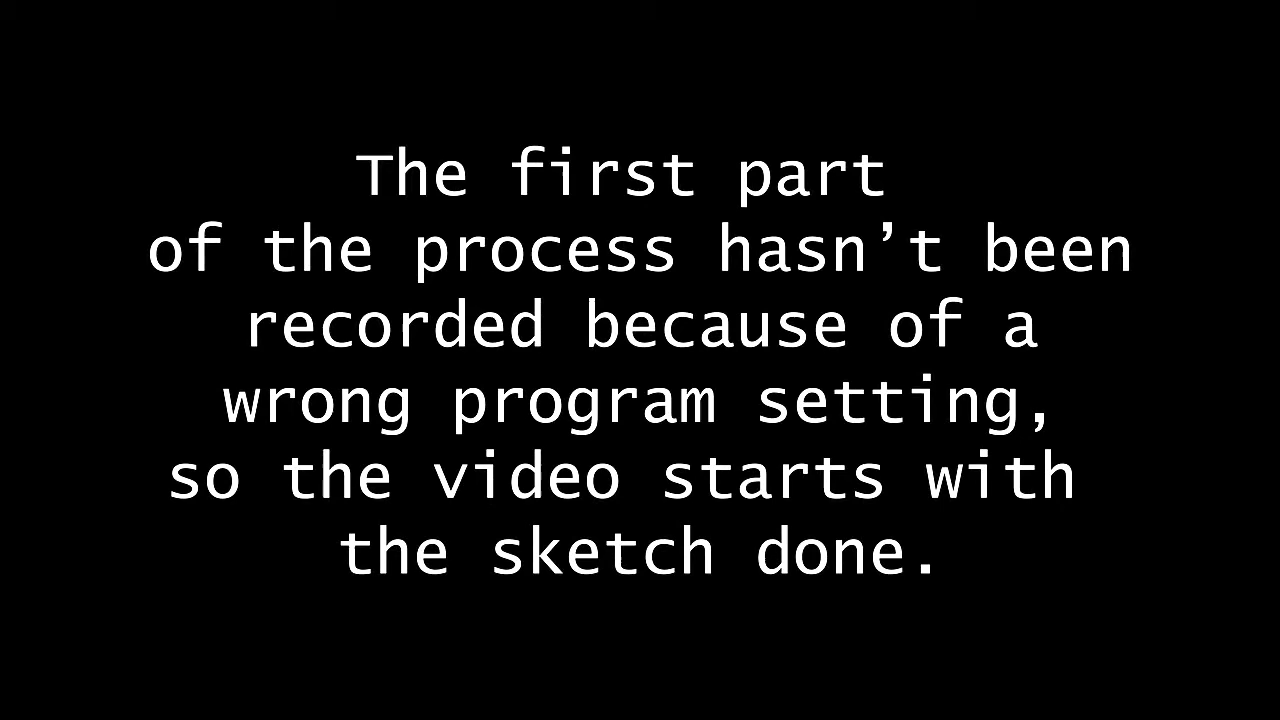 The first part
of the process hasn’t been
recorded because of a
wrong program setting,
so the video starts with
the sketch done.